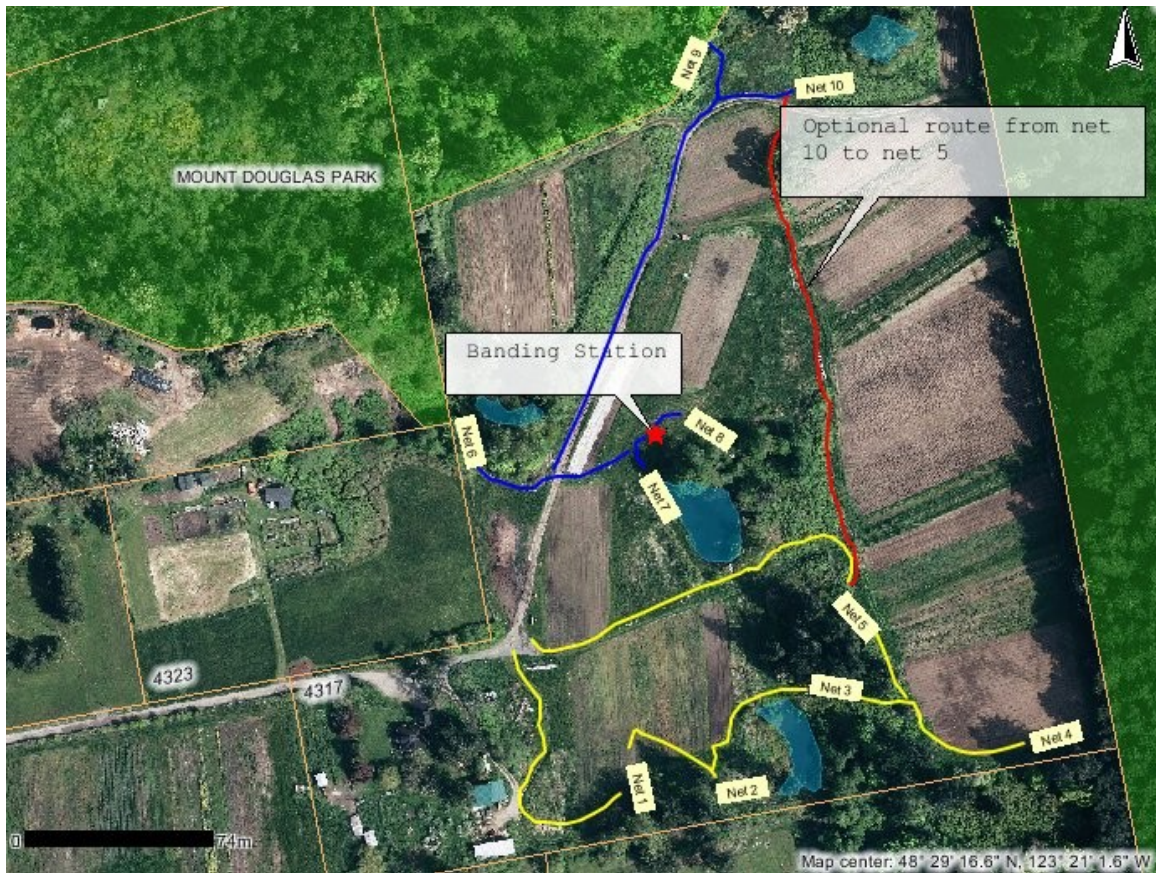 Net 9
Net 10
Optional route from net
10 to net 5
MOUNT DOUGLAS PARK
Banding Station
Net 6
Net 8
Net 7
Net 5
4323
4317
Net 3
Net 4
Net 1
Net 2
0
74m
Map center: 48° 29' 16.6" N, 123° 21' 1.6" W